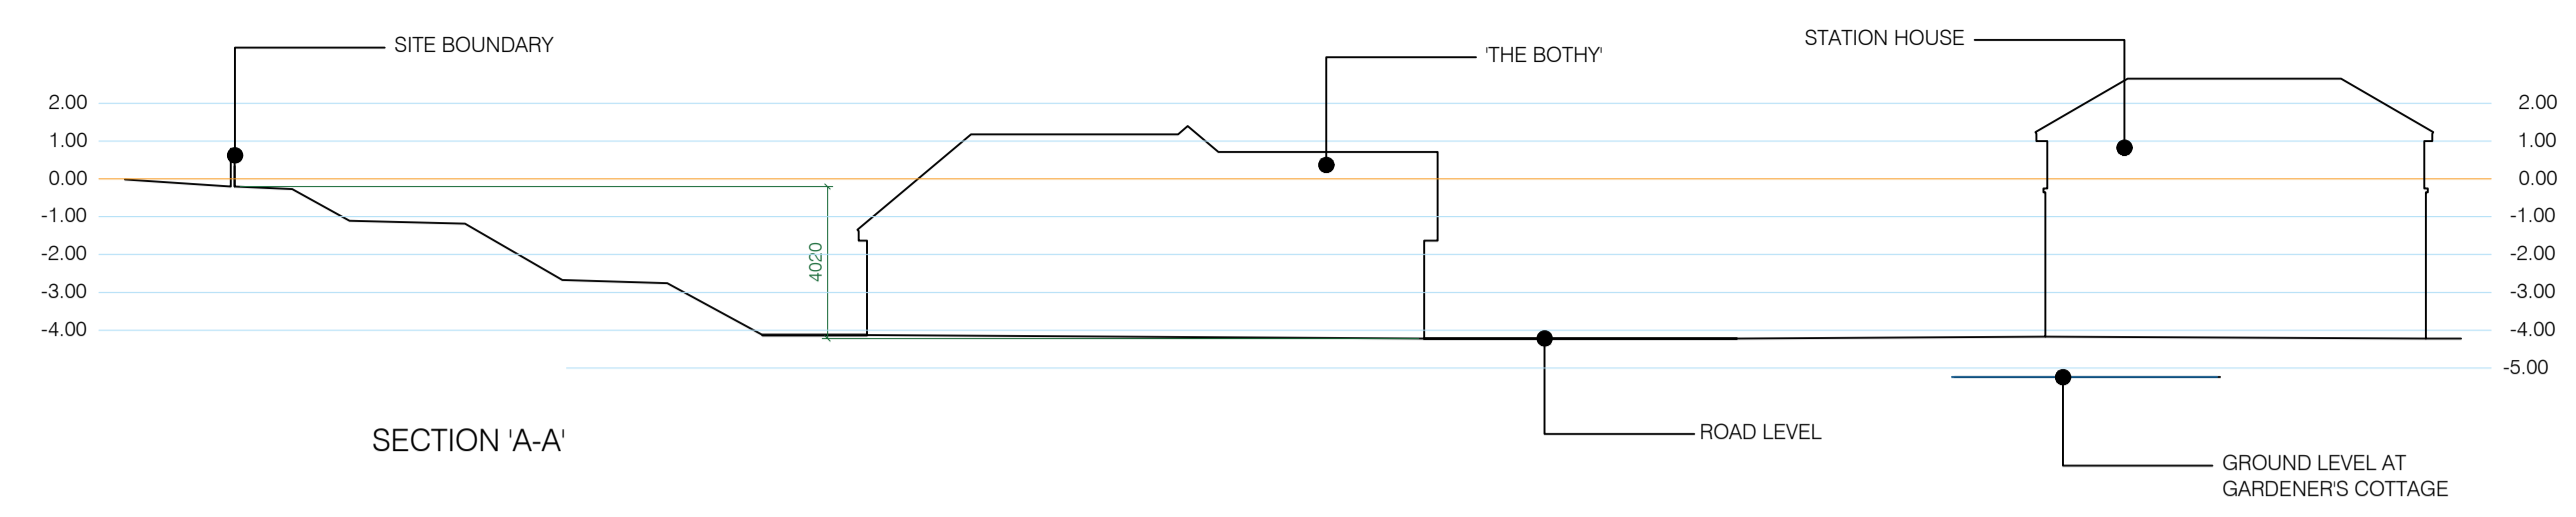 STATION HOUSE
SITE BOUNDARY
'THE BOTHY'
2.00
2.00
1.00
1.00
0.00
0.00
-1.00
-1.00
-2.00
-2.00
4020
-3.00
-3.00
-4.00
-4.00
-5.00
ROAD LEVEL
SECTION 'A-A'
GROUND LEVEL AT
GARDENER'S COTTAGE